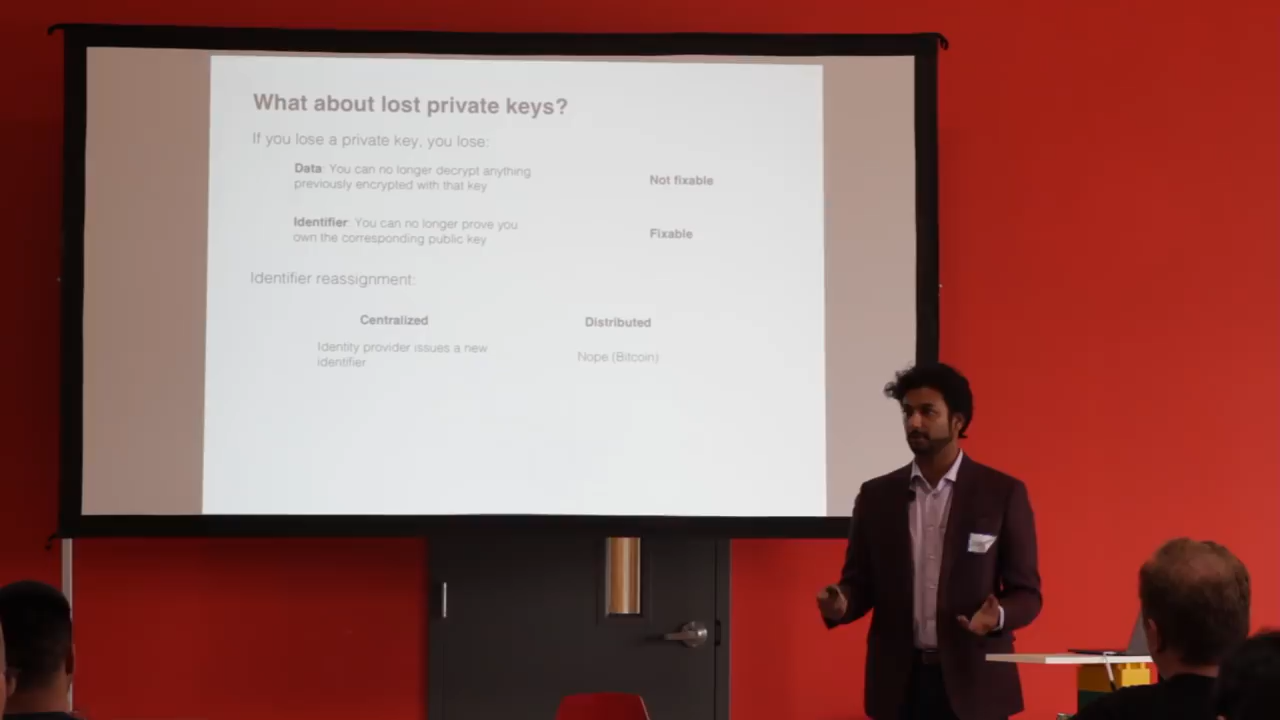 What about lost private keys?
If you lose a private key, you lose:
Data: You can no longer decrypt anything
previously encrypted with that key
Not fixable
Identifier: You can no longer prove you
own the corresponding public key
Fixable
Identifier reassignment:
Centralized
Distributed
Identity provider issues a new
identifier
Nope (Bitcoin)